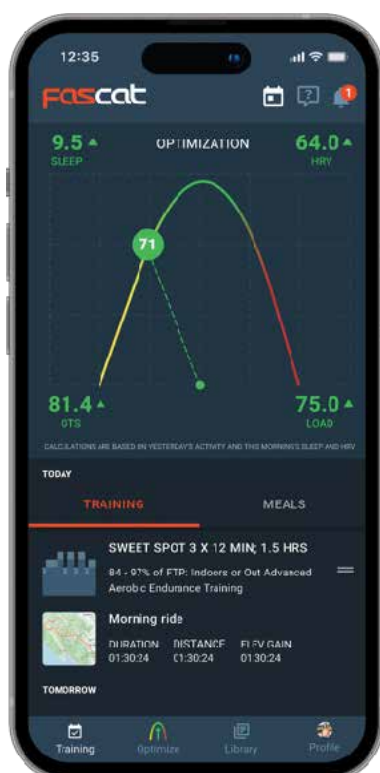 12:35
FasCat
1
9.5
SLEEP
OPTIMIZATION
64.0
HRV
71
81.4
OTS
75.0
LOAD
CALCULATIONS ARE BASED ON YESTERDAY'S ACTIVITY AND THIS MORNING'S SLEEP AND HRV
TODAY
TRAINING
MEALS
SWEET SPOT 3 X 12 MIN; 1.5 HRS
84 - 97% of FTP: Indoors or Out Advanced
Aerobic Endurance Training
Morning ride
DURATION DISTANCE ELEV GAIN
01:30:24 01:30:24 01:30:24
TOMORROW
Training
Optimize
Library
Profile